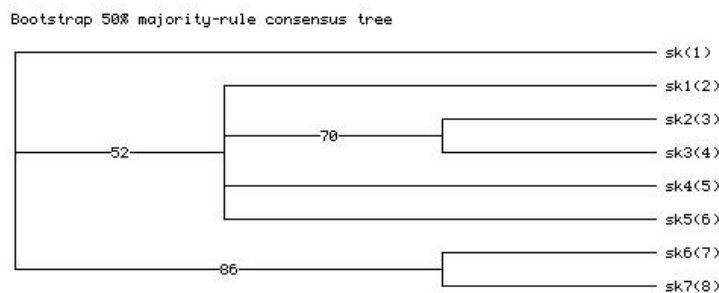 Bootstrap 50% majority-rule consensus tree
sk(1)
sk1(2)
70
sk2(3)
sk3(4)
52
sk4(5)
sk5(6)
86
sk6(7)
sk7(8)